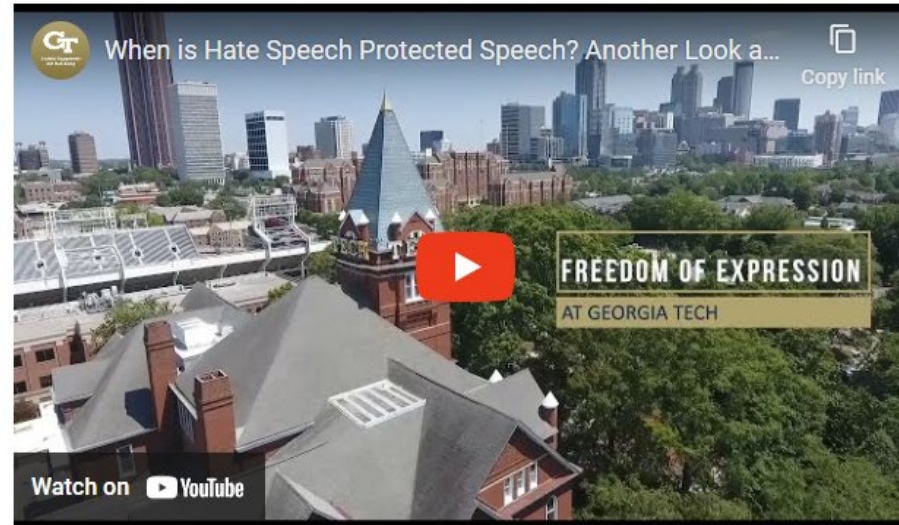 GT
When is Hate Speech Protected Speech? Another Look a...
Copy link
TECH
FREEDOM OF EXPRESSION
AT GEORGIA TECH
Watch on YouTube